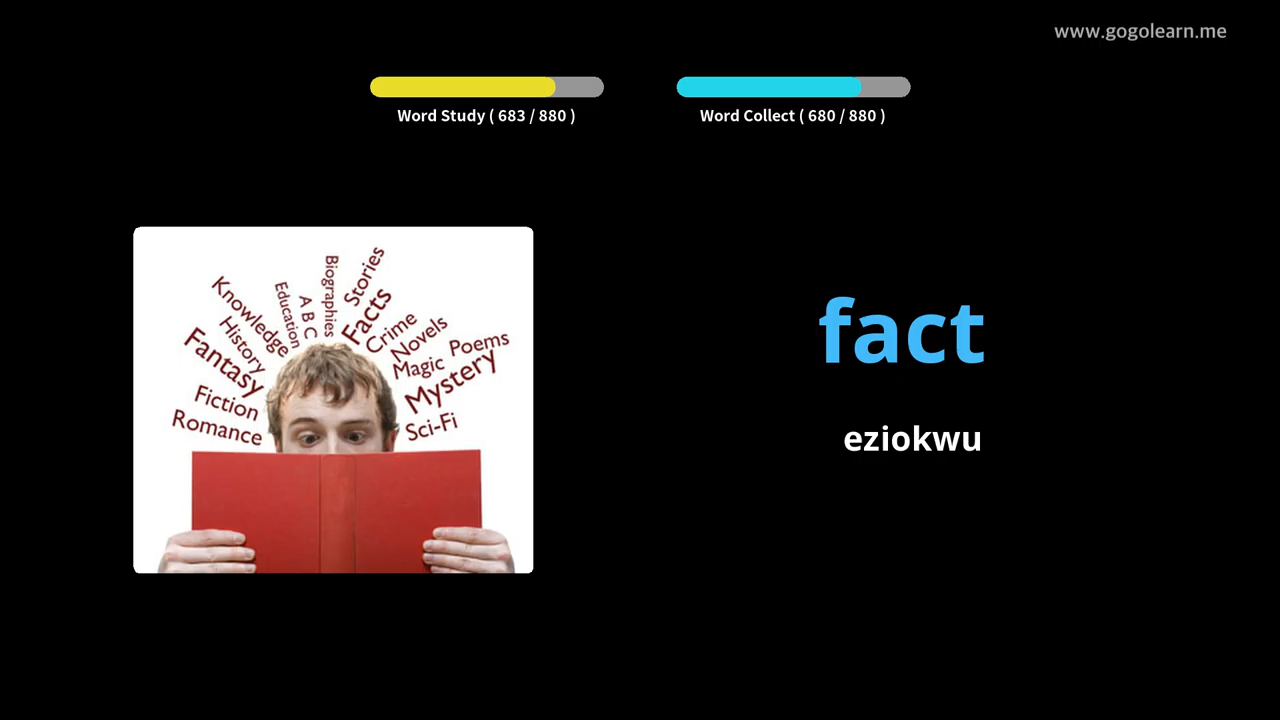 www.gogolearn.me
Word Study ( 683 / 880 )
Word Collect ( 680 / 880 )
Biographies
Stories
Education
A B C
Facts
Knowledge
Crime
History
Novels
Fantasy
Magic
Poems
Mystery
Fiction
Romance
Sci-Fi
fact
eziokwu